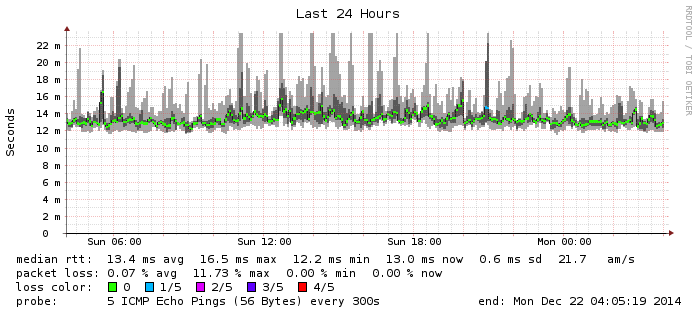 Last 24 Hours
RRDTOOL / TOBI OETIKER
Seconds
22 m
20 m
18 m
16 m
14 m
12 m
10 m
8 m
6 m
4 m
2 m
0
Sun 06:00 Sun 12:00 Sun 18:00 Mon 00:00
median rtt: 13.4 ms avg 16.5 ms max 12.2 ms min 13.0 ms now 0.6 ms sd 21.7 am/s
packet loss: 0.07 % avg 11.73 % max 0.00 % min 0.00 % now
loss color: 0 1/5 2/5 3/5 4/5
probe: 5 ICMP Echo Pings (56 Bytes) every 300s end: Mon Dec 22 04:05:19 2014